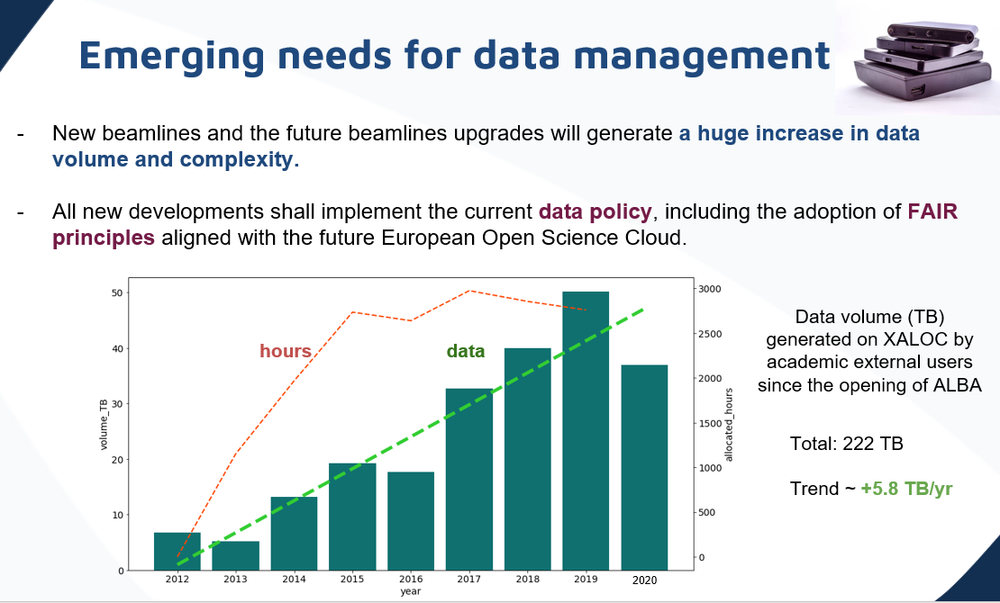 Emerging needs for data management
- New beamlines and the future beamlines upgrades will generate a huge increase in data
volume and complexity.
- All new developments shall implement the current data policy, including the adoption of FAIR
principles aligned with the future European Open Science Cloud.
50
40
30
20
10
0
volume_TB
hours
data
3000
2500
2000
1500
1000
500
0
allocated_hours
2012 2013 2014 2015 2016 2017 2018 2019 2020
year
Data volume (TB)
generated on XALOC by
academic external users
since the opening of ALBA
Total: 222 TB
Trend ~ +5.8 TB/yr